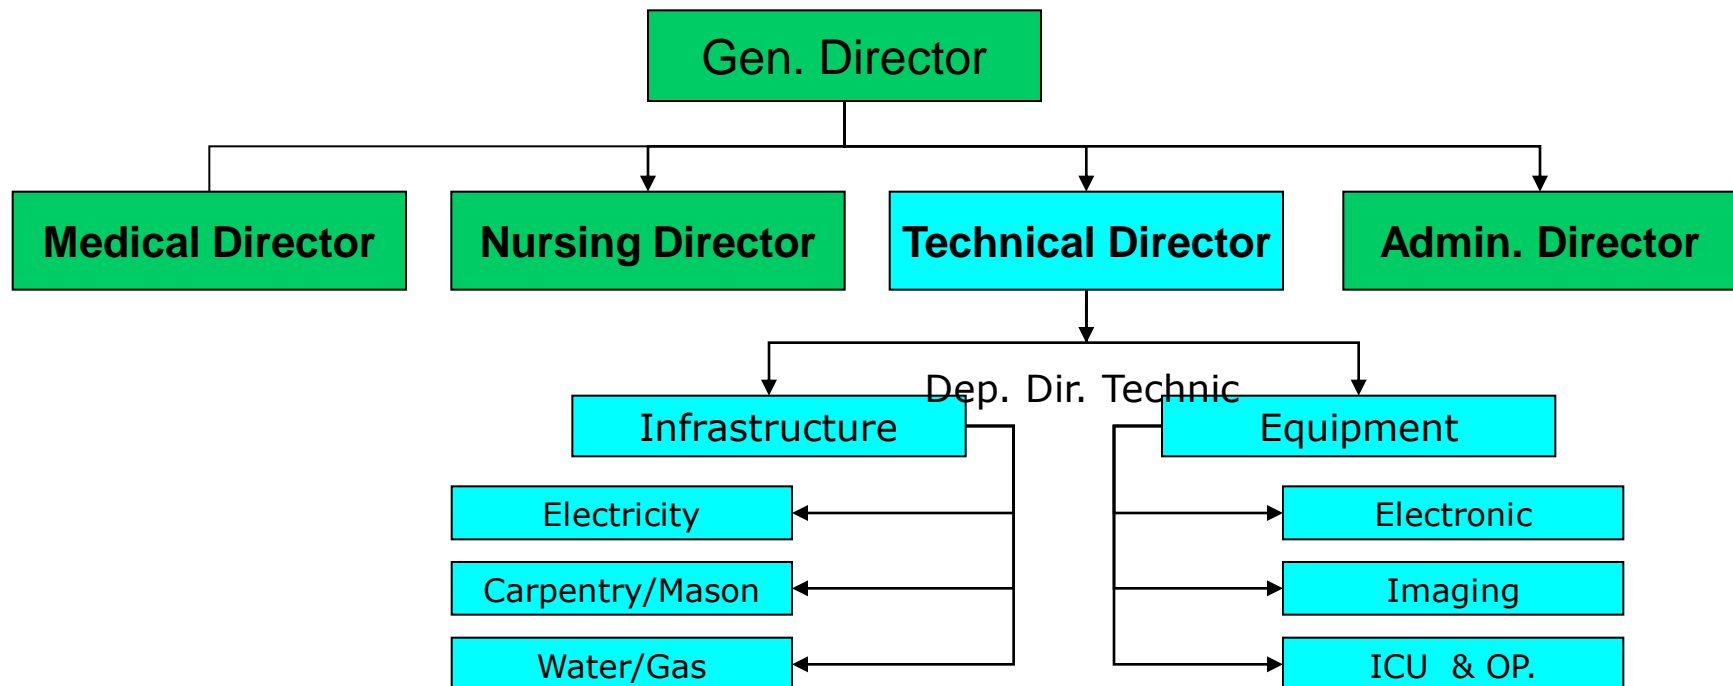 Gen. Director
Medical Director
Nursing Director
Technical Director
Admin. Director
Dep. Dir. Technic
Infrastructure
Equipment
Electricity
Electronic
Carpentry/Mason
Imaging
Water/Gas
ICU & OP.